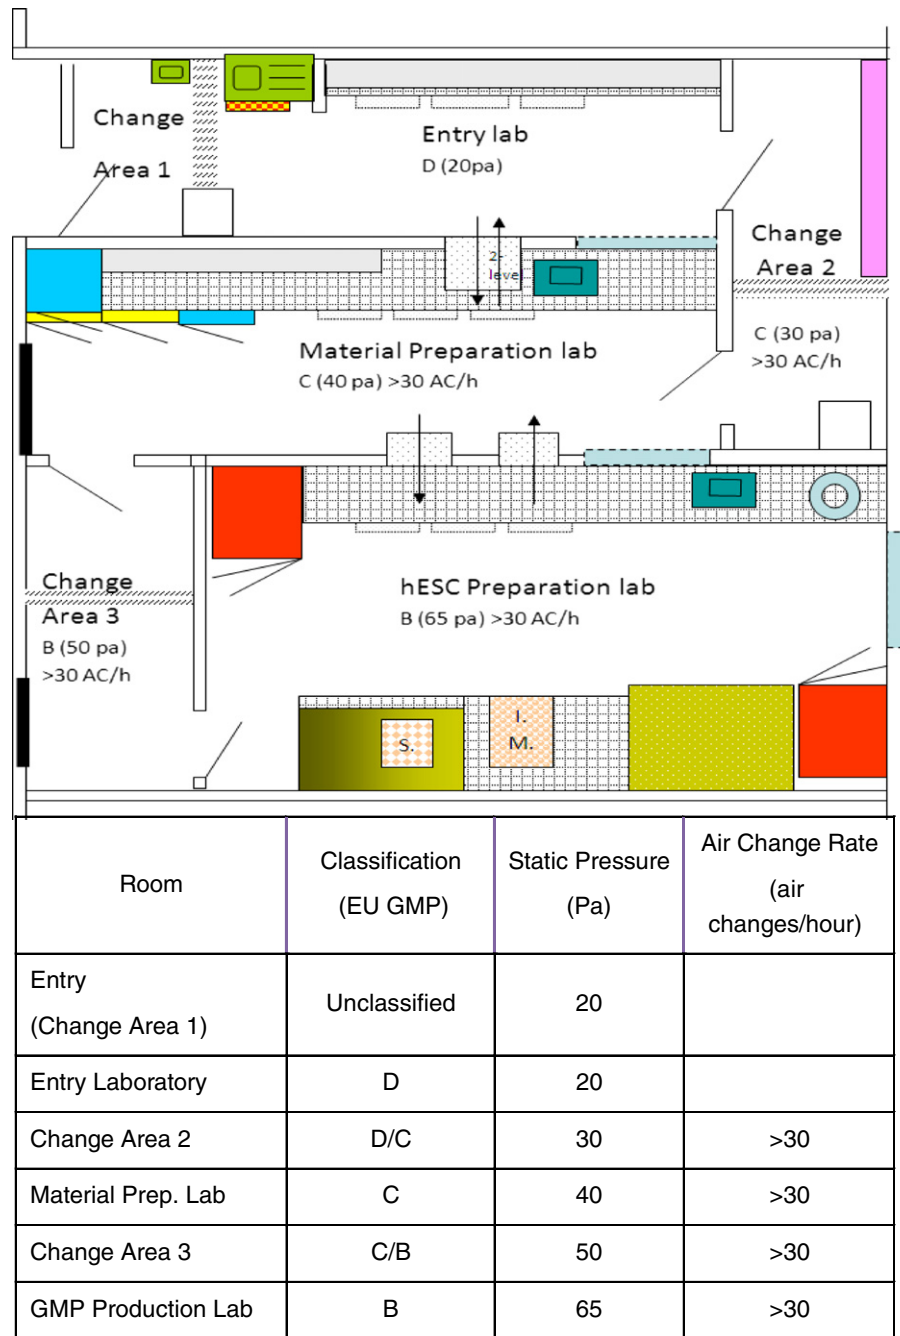 Change
Area 1
Entry lab
D (20pa)
2-
level
Change
Area 2
C (30 pa)
>30 AC/h
Material Preparation lab
C (40 pa) >30 AC/h
Change
Area 3
B (50 pa)
>30 AC/h
hESC Preparation lab
B (65 pa) >30 AC/h
S.
I.
M.
Room
Classification
(EU GMP)
Static Pressure
(Pa)
Air Change Rate
(air
changes/hour)
Entry
(Change Area 1)
Unclassified
20
Entry Laboratory
D
20
Change Area 2
D/C
30
>30
Material Prep. Lab
C
40
>30
Change Area 3
C/B
50
>30
GMP Production Lab
B
65
>30